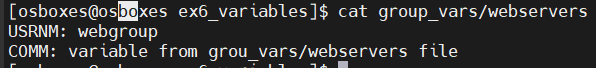 [osboxes@osboxes ex6_variables]$ cat group_vars/webservers
USRNM: webgroup
COMM: variable from grou_vars/webservers file